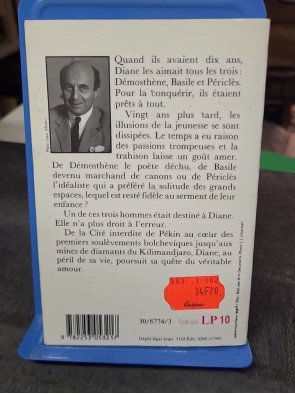 Quand ils avaient dix ans,
Diane les aimait tous les trois :
Démosthène, Basile et Périclès.
Pour la conquérir, ils étaient
prêts à tout.
Vingt ans plus tard, les
illusions de la jeunesse se sont
dissipées. Le temps a eu raison
des passions trompeuses et la
trahison laisse un goût amer.
De Démosthène le poète déchu, de Basile
devenu marchand de canons ou de Périclès
l'idéaliste qui a préféré la solitude des grands
espaces, lequel est resté fidèle au serment de leur
enfance ?
Un de ces trois hommes était destiné à Diane.
Elle n'a plus droit à l'erreur.
De la Cité interdite de Pékin au cœur des
premiers soulèvements bolcheviques jusqu'aux
mines de diamants du Kilimandjaro, Diane, au
péril de sa vie, poursuit sa quête du véritable
amour.
34F20
Casino
30/6774/3
Code prix
LP 10
9 782253 053217